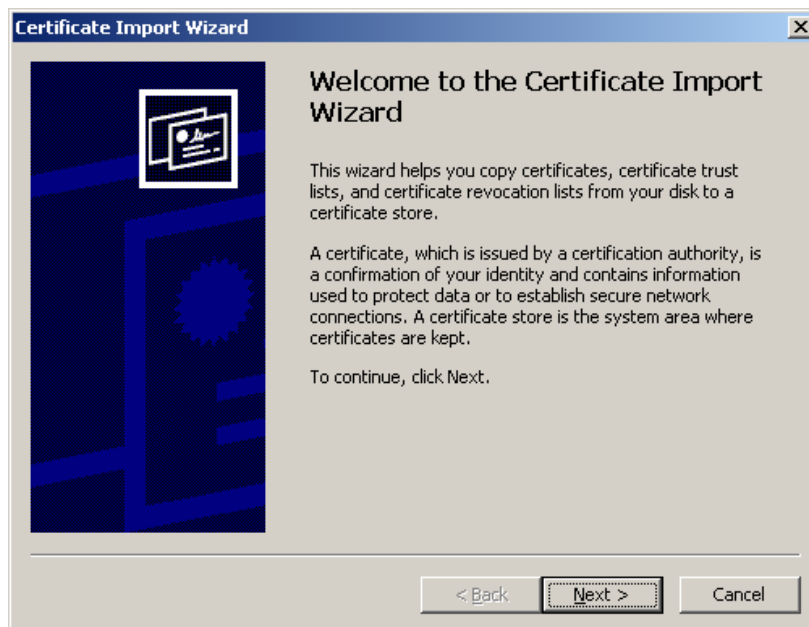 Certificate Import Wizard
Welcome to the Certificate Import
Wizard
This wizard helps you copy certificates, certificate trust
lists, and certificate revocation lists from your disk to a
certificate store.
A certificate, which is issued by a certification authority, is
a confirmation of your identity and contains information
used to protect data or to establish secure network
connections. A certificate store is the system area where
certificates are kept.
To continue, click Next.
< Back Next > Cancel